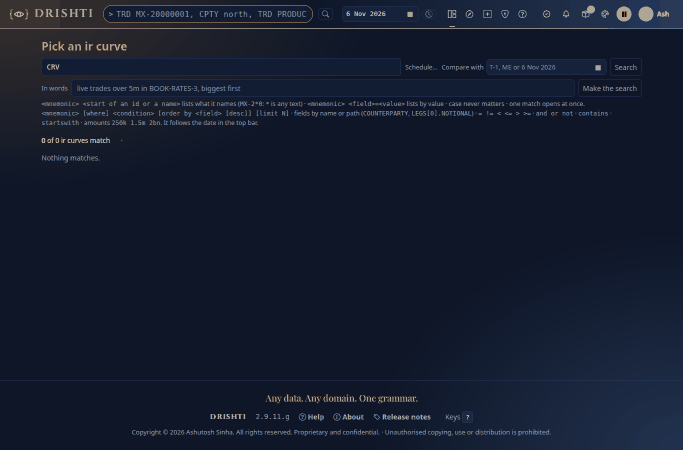 {👁} DRISHTI > TRD MX-20000001, CPTY north, TRD PRODUC 6 Nov 2026 Ash
Pick an ir curve
CRV Schedule... Compare with T-1, ME or 6 Nov 2026 Search
In words live trades over 5m in BOOK-RATES-3, biggest first Make the search
<mnemonic> <start of an id or a name> lists what it names (MX-2*0: * is any text) · <mnemonic> <field>=<value> lists by value · case never matters · one match opens at once.
<mnemonic> [where] <condition> [order by <field> [desc]] [limit N] · fields by name or path (COUNTERPARTY, LEGS[0].NOTIONAL) · = != < <= > >= · and or not · contains ·
startswith · amounts 250k 1.5m 2bn. It follows the date in the top bar.
0 of 0 ir curves match ·
Nothing matches.
Any data. Any domain. One grammar.
DRISHTI 2.9.11.g Help About Release notes Keys ?
Copyright © 2026 Ashutosh Sinha. All rights reserved. Proprietary and confidential. · Unauthorised copying, use or distribution is prohibited.